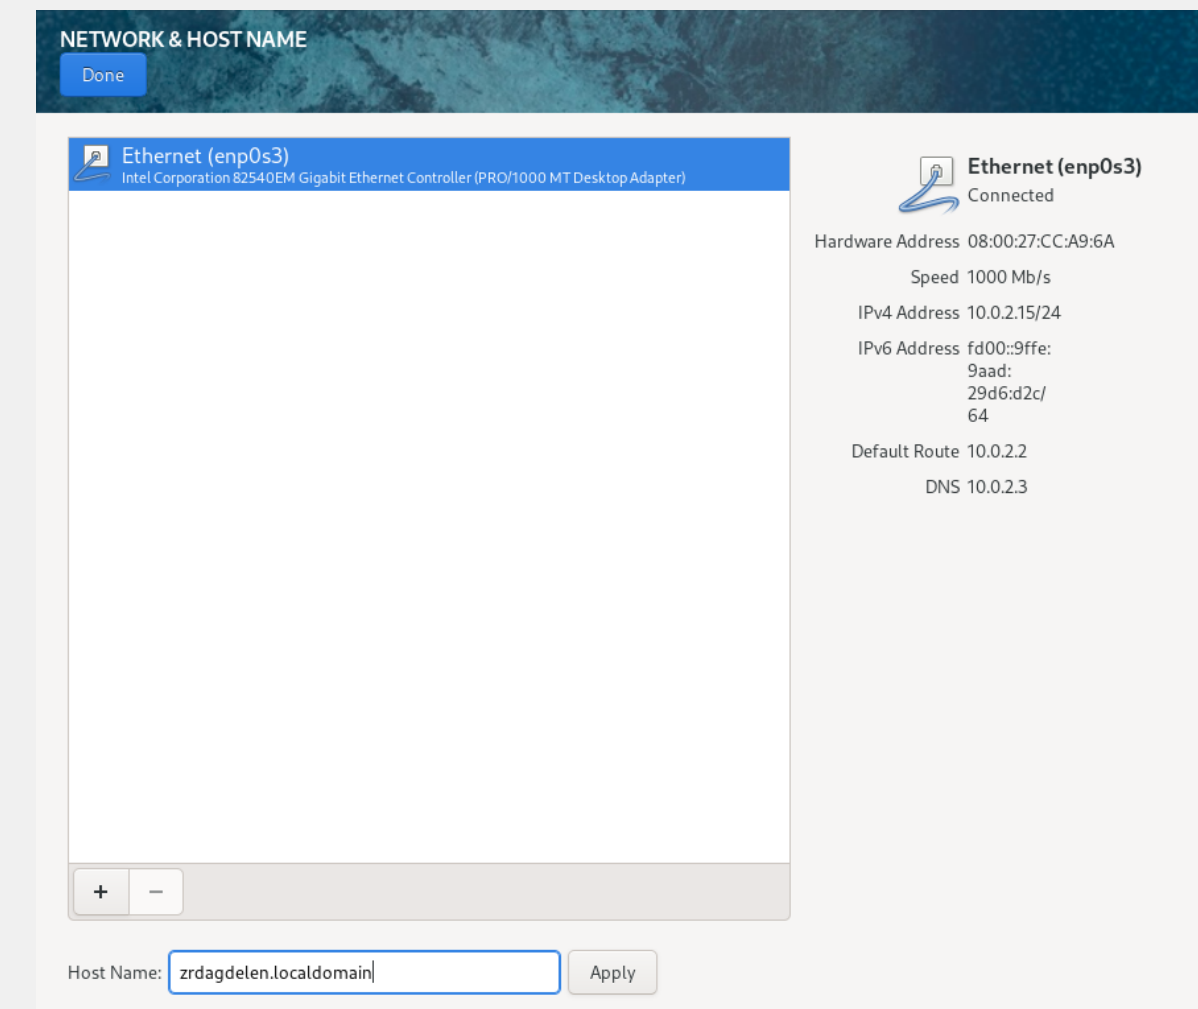 NETWORK & HOST NAME
Done
Ethernet (enp0s3)
Intel Corporation 82540EM Gigabit Ethernet Controller (PRO/1000 MT Desktop Adapter)
Ethernet (enp0s3)
Connected
Hardware Address 08:00:27:CC:A9:6A
Speed 1000 Mb/s
IPv4 Address 10.0.2.15/24
IPv6 Address fd00::9ffe:
9aad:
29d6:d2c/
64
Default Route 10.0.2.2
DNS 10.0.2.3
+ −
Host Name: zrdagdelen.localdomain Apply